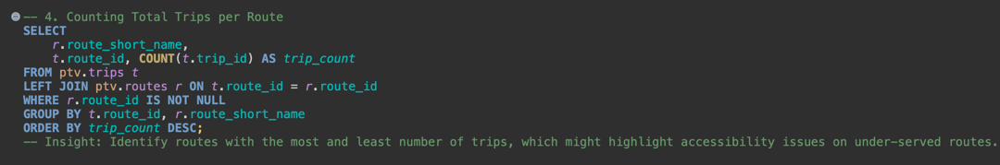 -- 4. Counting Total Trips per Route
SELECT
    r.route_short_name,
    t.route_id, COUNT(t.trip_id) AS trip_count
FROM ptv.trips t
LEFT JOIN ptv.routes r ON t.route_id = r.route_id
WHERE r.route_id IS NOT NULL
GROUP BY t.route_id, r.route_short_name
ORDER BY trip_count DESC;
-- Insight: Identify routes with the most and least number of trips, which might highlight accessibility issues on under-served routes.